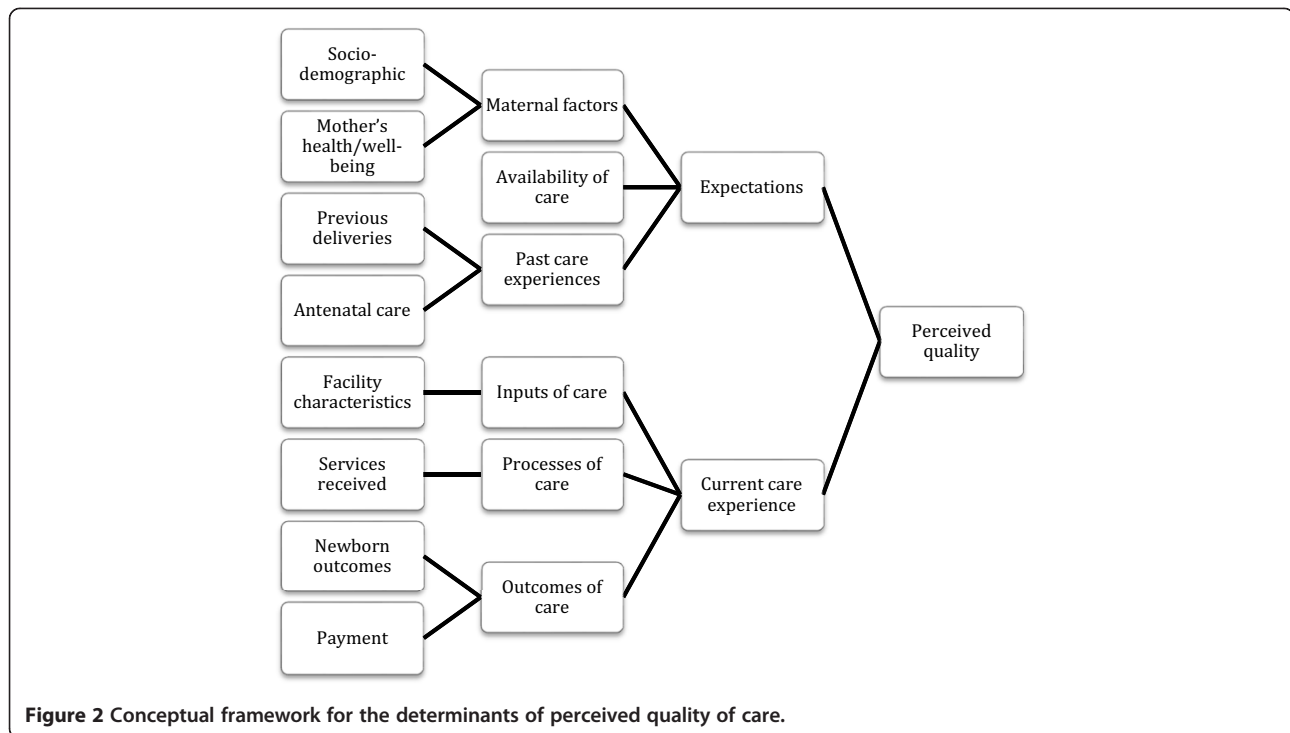 Socio-
demographic
Mother's
health/well-
being
Previous
deliveries
Antenatal care
Facility
characteristics
Services
received
Newborn
outcomes
Payment
Maternal factors
Availability of
care
Past care
experiences
Inputs of care
Processes of
care
Outcomes of
care
Expectations
Current care
experience
Perceived
quality
Figure 2 Conceptual framework for the determinants of perceived quality of care.